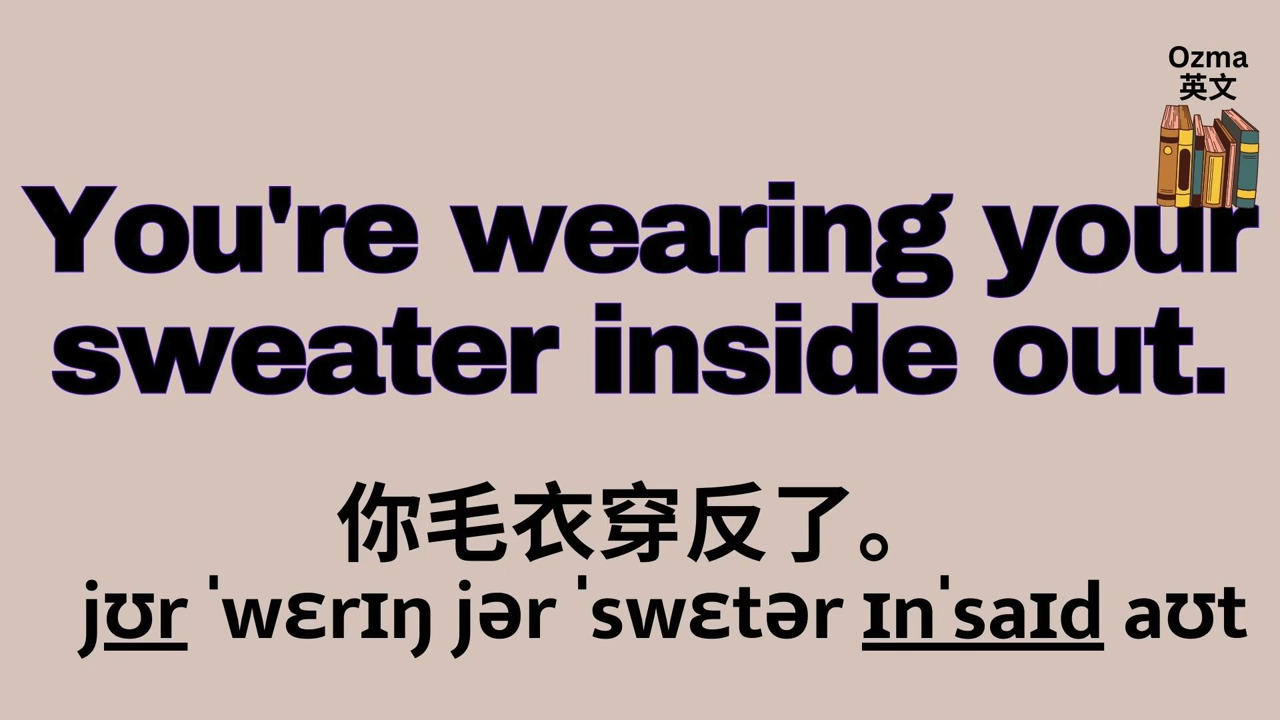 Ozma
英文
You're wearing your
sweater inside out.
你毛衣穿反了。
jʊr ˈwɛrɪŋ jər ˈswɛtər ɪnˈsaɪd aʊt